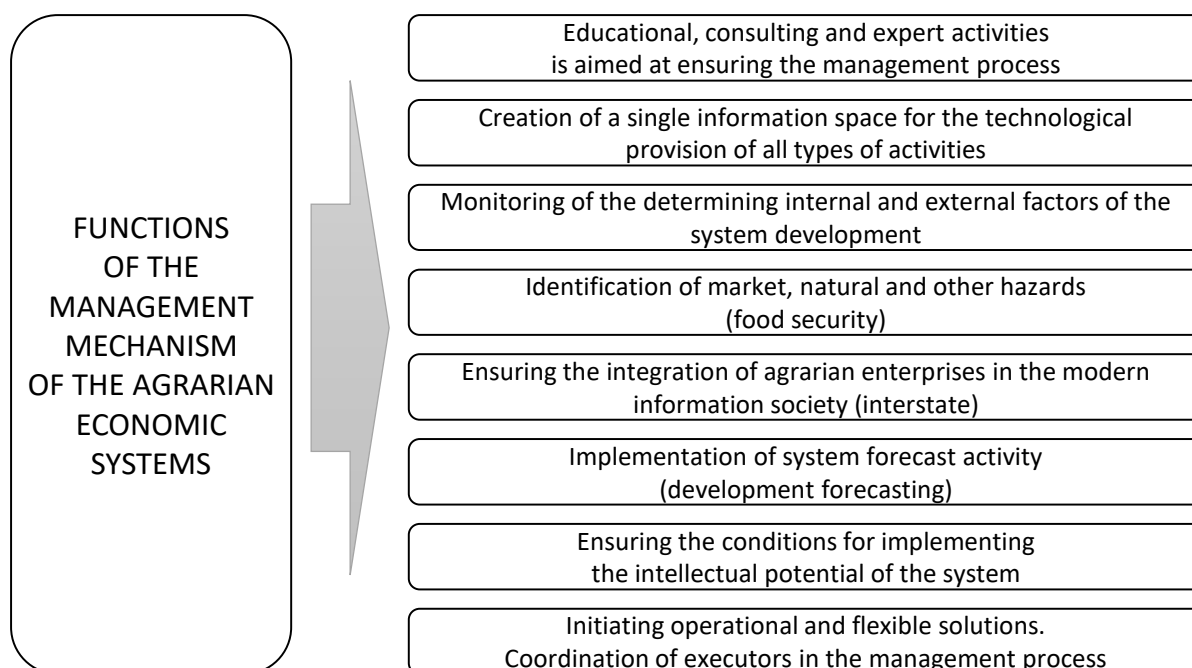 FUNCTIONS
OF THE
MANAGEMENT
MECHANISM
OF THE AGRARIAN
ECONOMIC
SYSTEMS
Educational, consulting and expert activities
is aimed at ensuring the management process
Creation of a single information space for the technological
provision of all types of activities
Monitoring of the determining internal and external factors of the
system development
Identification of market, natural and other hazards
(food security)
Ensuring the integration of agrarian enterprises in the modern
information society (interstate)
Implementation of system forecast activity
(development forecasting)
Ensuring the conditions for implementing
the intellectual potential of the system
Initiating operational and flexible solutions.
Coordination of executors in the management process